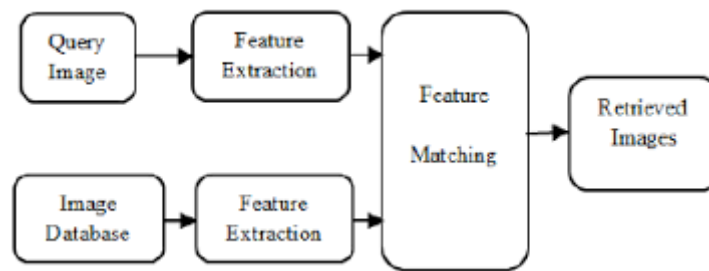 Query
Image
Feature
Extraction
Feature
Matching
Retrieved
Images
Image
Database
Feature
Extraction